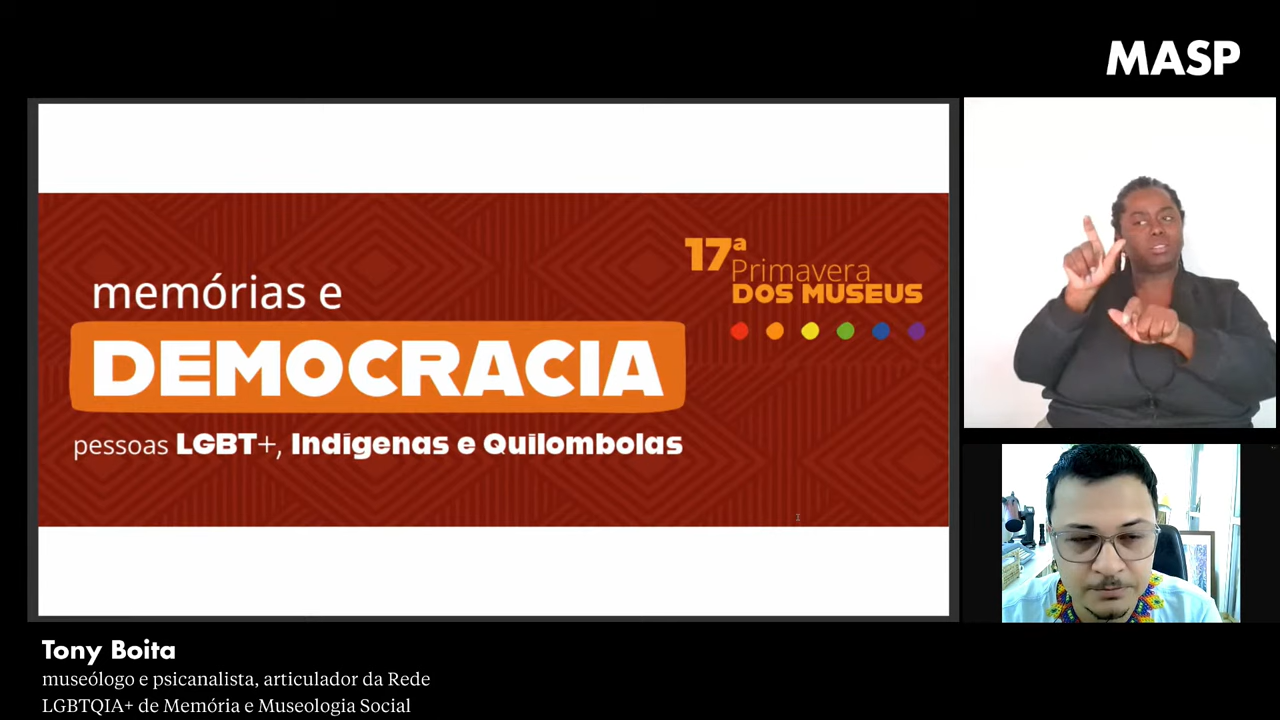 MASP
17ª
Primavera
DOS MUSEUS
memórias e
DEMOCRACIA
pessoas LGBT+, Indígenas e Quilombolas
Tony Boita
museólogo e psicanalista, articulador da Rede
LGBTQIA+ de Memória e Museologia Social